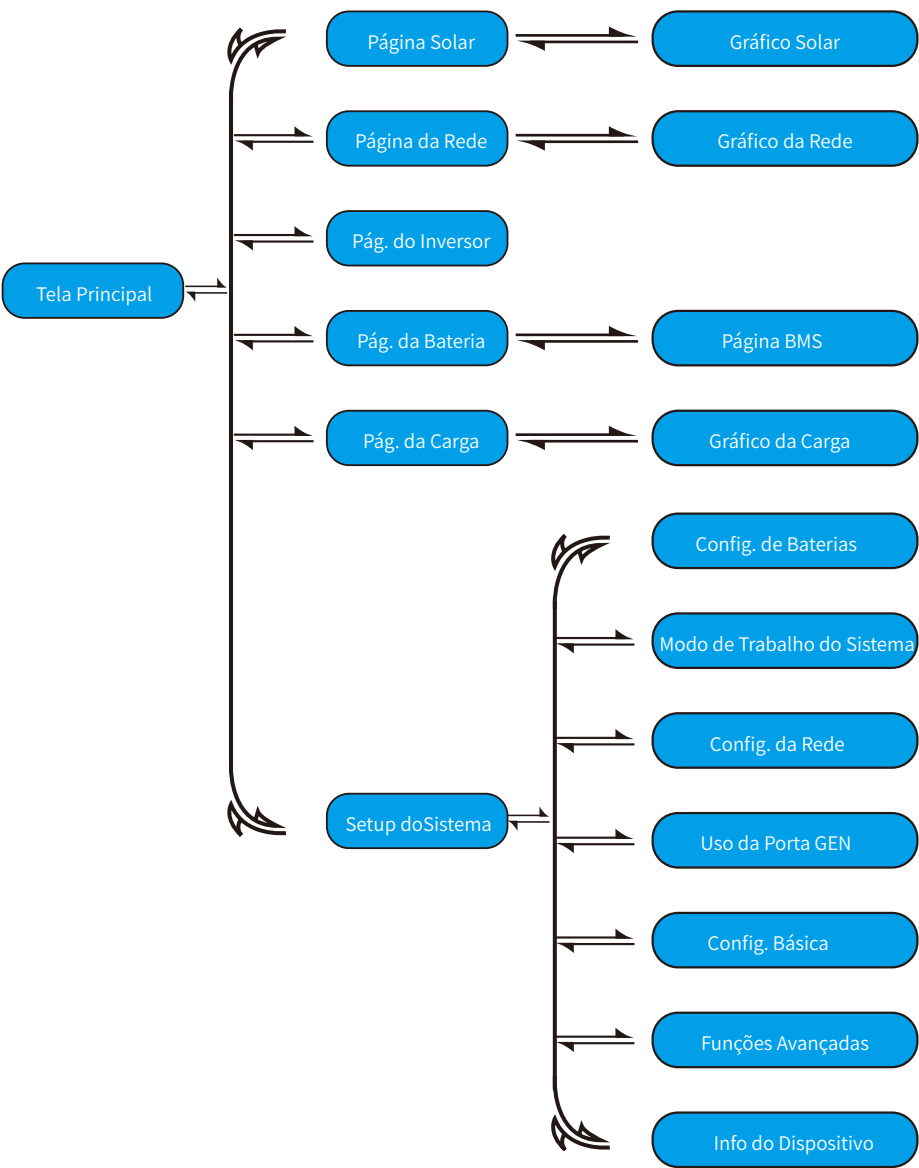 Página Solar
Gráfico Solar
Página da Rede
Gráfico da Rede
Pág. do Inversor
Tela Principal
Pág. da Bateria
Página BMS
Pág. da Carga
Gráfico da Carga
Config. de Baterias
Modo de Trabalho do Sistema
Config. da Rede
Setup doSistema
Uso da Porta GEN
Config. Básica
Funções Avançadas
Info do Dispositivo